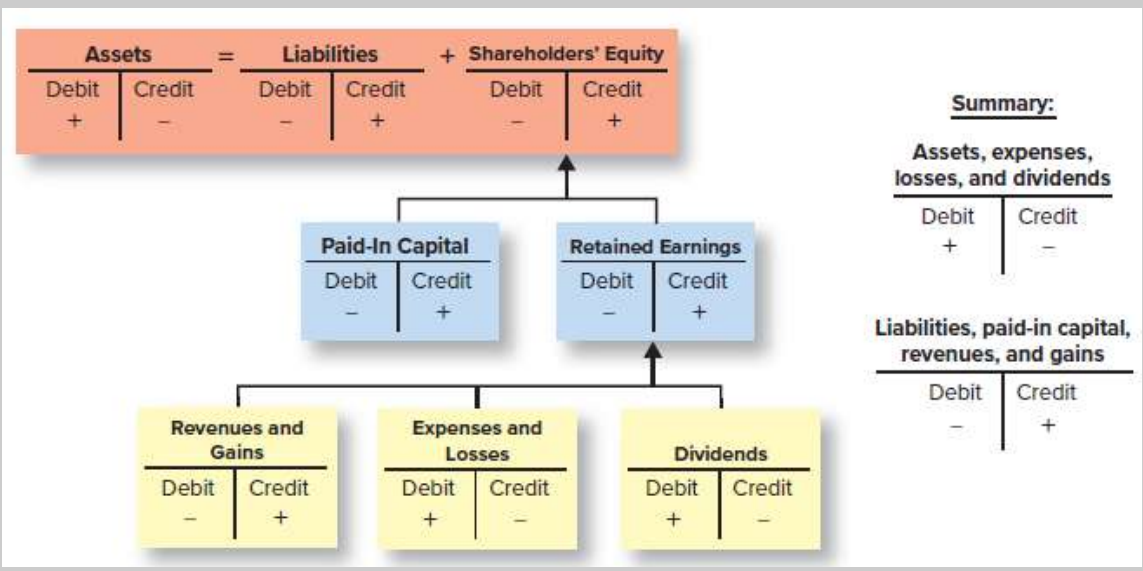 Assets = Liabilities + Shareholders' Equity
Debit Credit Debit Credit Debit Credit
+ – – + – +
Summary:
Assets, expenses,
losses, and dividends
Debit Credit
+ –
Paid-In Capital
Debit Credit
– +
Retained Earnings
Debit Credit
– +
Liabilities, paid-in capital,
revenues, and gains
Debit Credit
– +
Revenues and
Gains
Debit Credit
– +
Expenses and
Losses
Debit Credit
+ –
Dividends
Debit Credit
+ –